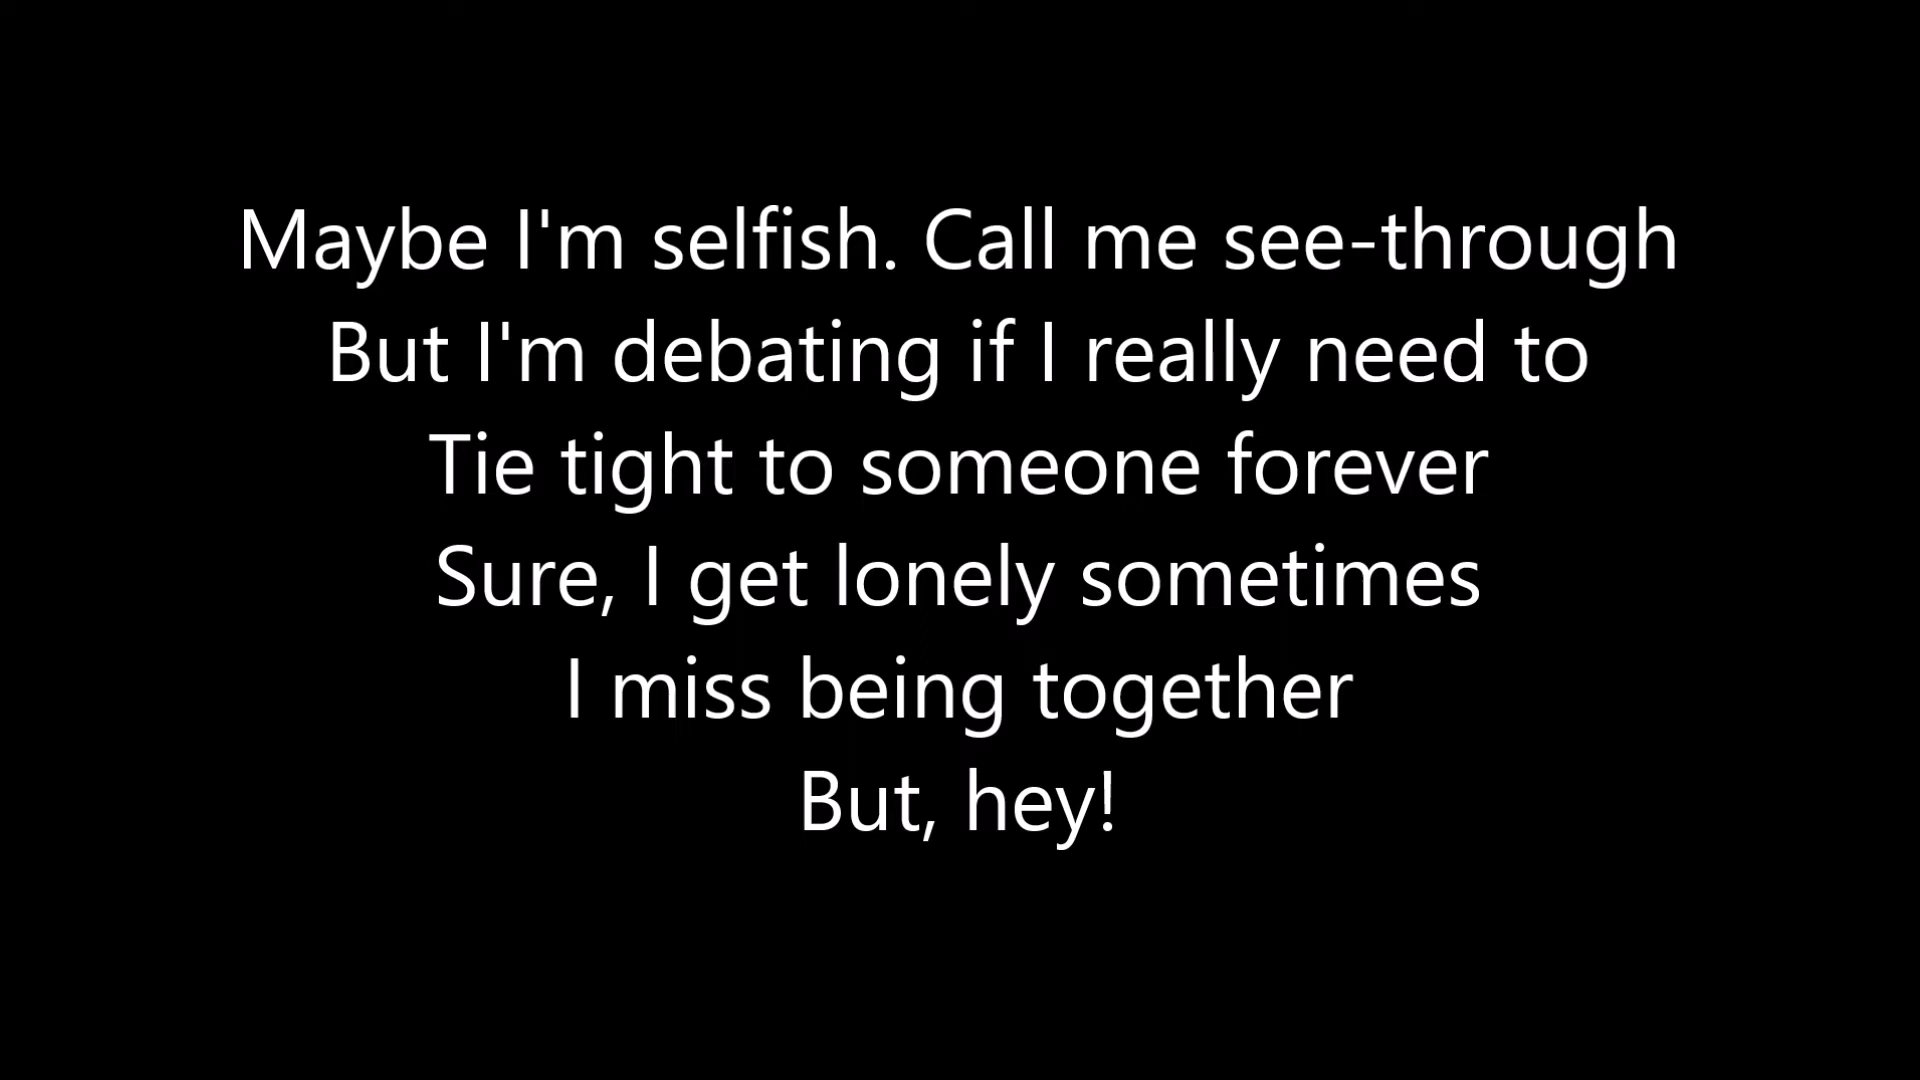 Maybe I'm selfish. Call me see-through
But I'm debating if I really need to
Tie tight to someone forever
Sure, I get lonely sometimes
I miss being together
But, hey!